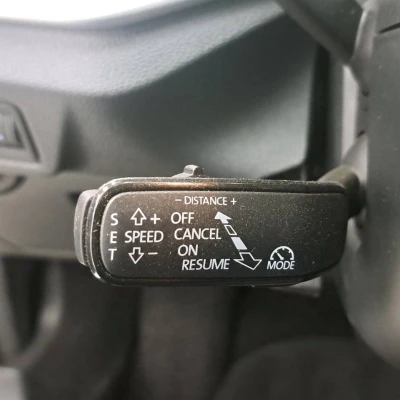 - DISTANCE +
S + OFF
E SPEED CANCEL
T - ON
RESUME MODE